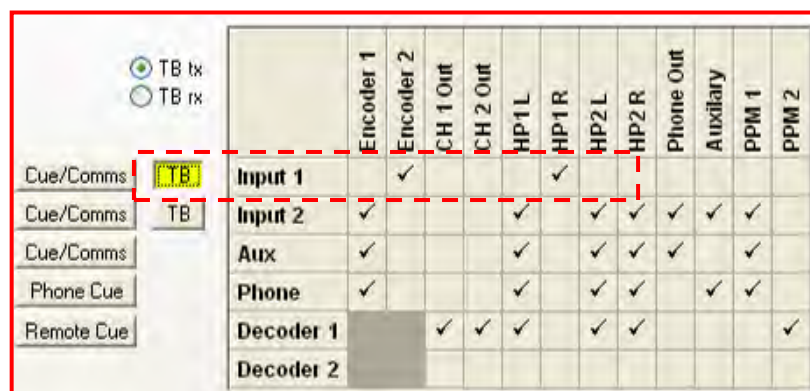 TB tx
TB rx
Encoder 1
Encoder 2
CH 1 Out
CH 2 Out
HP1 L
HP1 R
HP2 L
HP2 R
Phone Out
Auxilary
PPM 1
PPM 2
Cue/Comms TB Input 1
Cue/Comms TB Input 2
Cue/Comms Aux
Phone Cue Phone
Remote Cue Decoder 1
Decoder 2